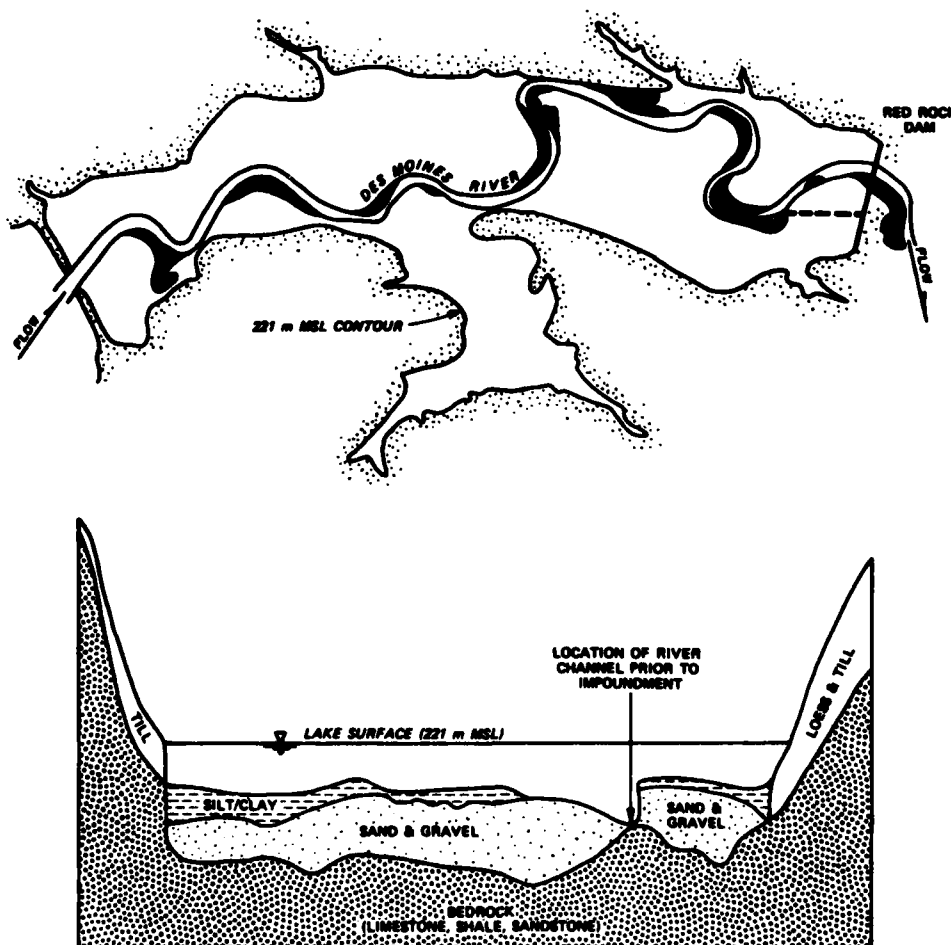 RED ROCK
DAM
DES MOINES RIVER
FLOW
FLOW
221 m MSL CONTOUR
LOCATION OF RIVER
CHANNEL PRIOR TO
IMPOUNDMENT
TILL
LAKE SURFACE (221 m MSL)
LOESS & TILL
SILT/CLAY
SAND & GRAVEL
SAND &
GRAVEL
BEDROCK
(LIMESTONE, SHALE, SANDSTONE)